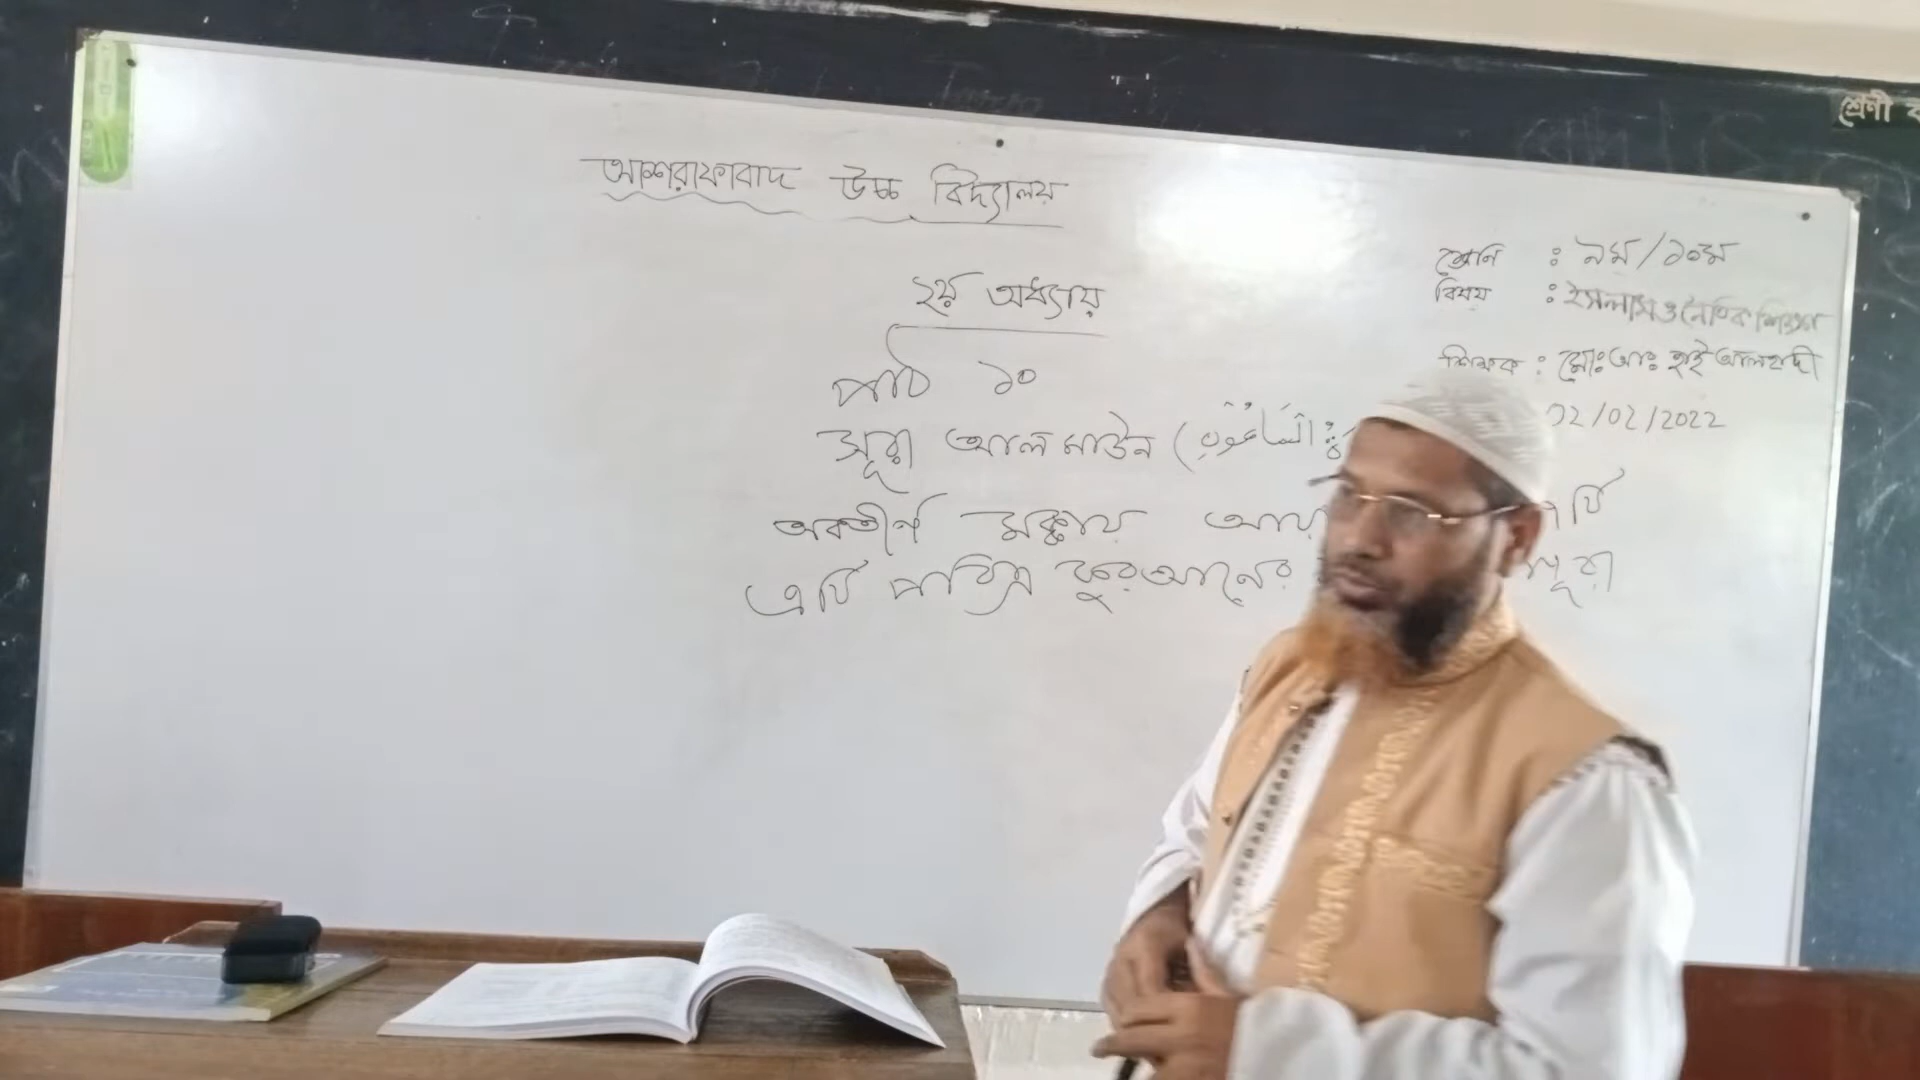 আশরাফাবাদ উচ্চ বিদ্যালয়
শ্রেণী
২য় অধ্যায়
শ্রেনি : ৯ম/১০ম
বিষয় : ইসলাম ও নৈতিক শিক্ষা
শিক্ষক : মোঃ আঃ হাই আলহাদী
02/02/2022
পাঠ ১০
সূরা আল মাউন (
অবতীর্ণ মক্কায়
এটি পবিত্র কুরআনের সূরা